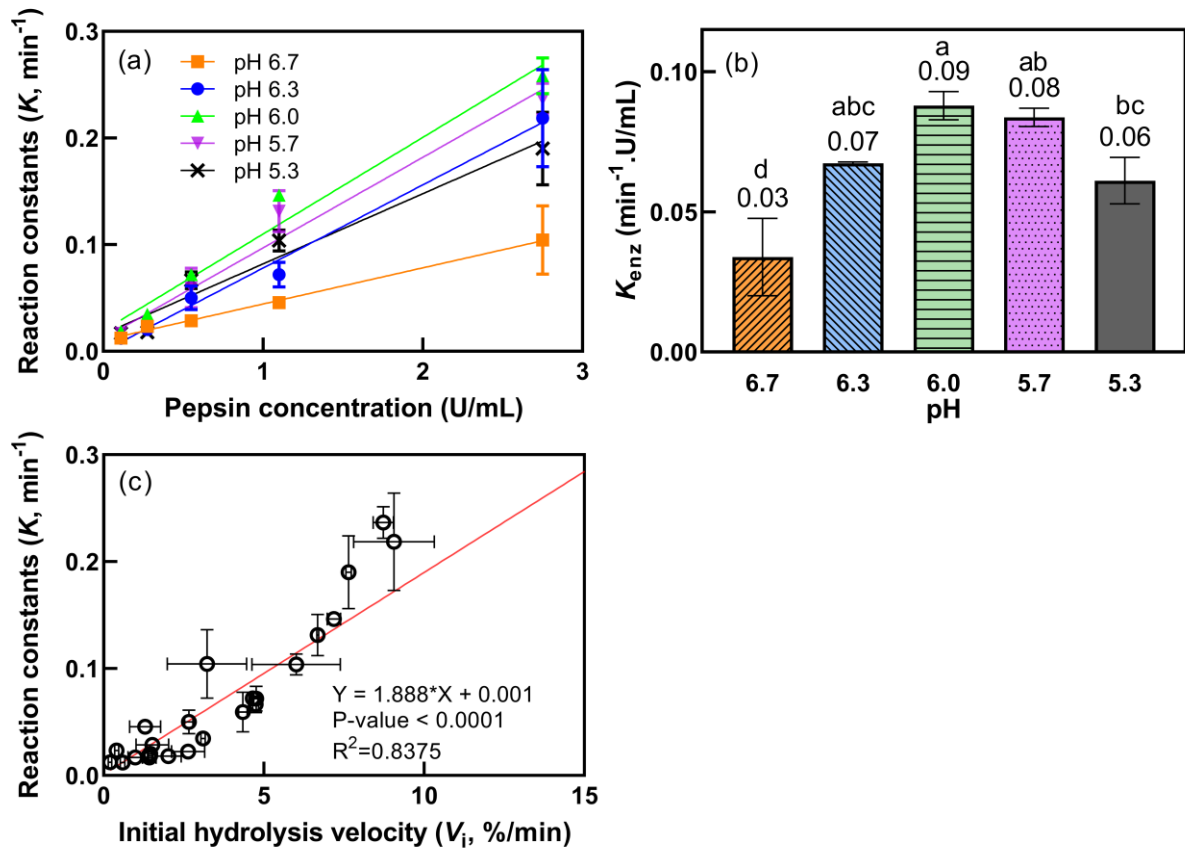 (a)
pH 6.7
pH 6.3
pH 6.0
pH 5.7
pH 5.3
0.3
0.2
0.1
0.0
0 1 2 3
Reaction constants (K, min⁻¹)
Pepsin concentration (U/mL)
(b)
a
ab
abc
bc
d
0.09
0.08
0.07
0.06
0.03
0.10
0.05
0.00
Kenz (min⁻¹.U/mL)
6.7 6.3 6.0 5.7 5.3
pH
(c)
0.3
0.2
0.1
0.0
Reaction constants (K, min⁻¹)
Y = 1.888*X + 0.001
P-value < 0.0001
R²=0.8375
0 5 10 15
Initial hydrolysis velocity (Vi, %/min)